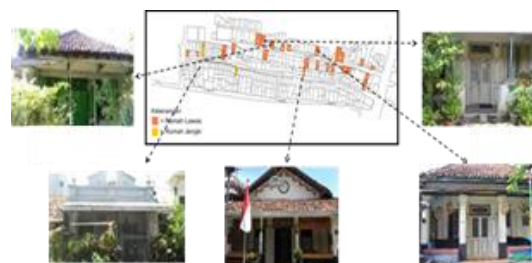 Keterangan:
= Rumah Lawas
= Rumah Jengki